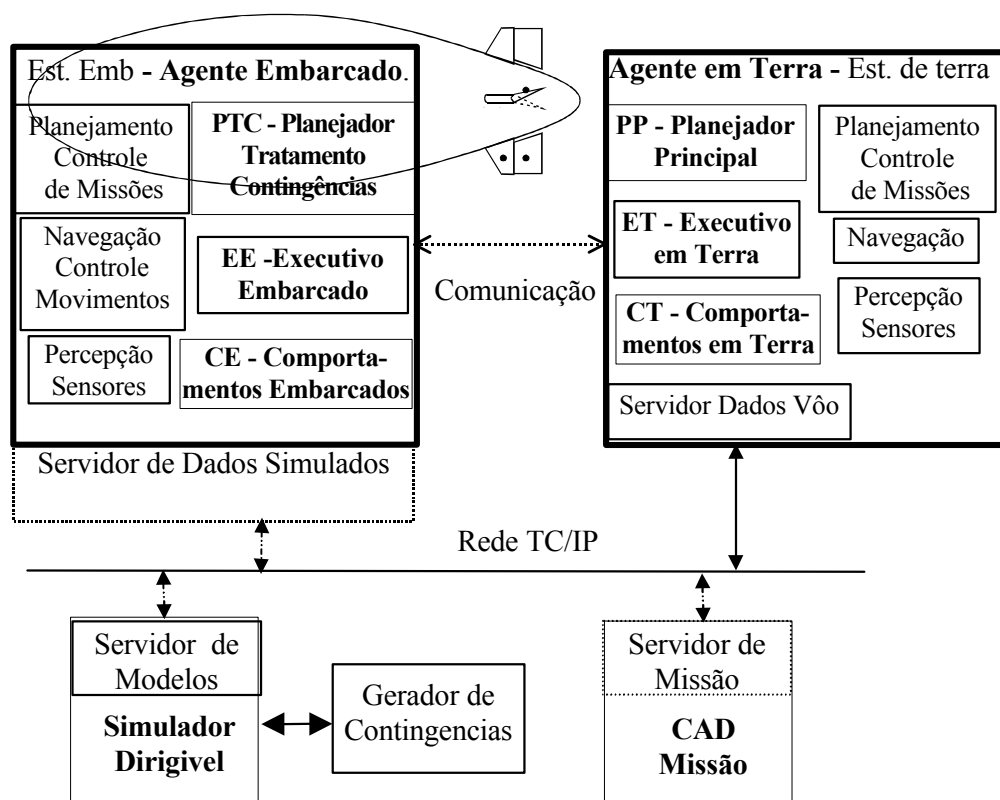 Est. Emb - Agente Embarcado.
Planejamento
Controle
de Missões
PTC - Planejador
Tratamento
Contingências
Navegação
Controle
Movimentos
EE -Executivo
Embarcado
Percepção
Sensores
CE - Comporta-
mentos Embarcados
Servidor de Dados Simulados
Comunicação
Agente em Terra - Est. de terra
PP - Planejador
Principal
Planejamento
Controle
de Missões
ET - Executivo
em Terra
Navegação
CT - Comporta-
mentos em Terra
Percepção
Sensores
Servidor Dados Vôo
Rede TC/IP
Servidor de
Modelos
Simulador
Dirigivel
Gerador de
Contingencias
Servidor de
Missão
CAD
Missão